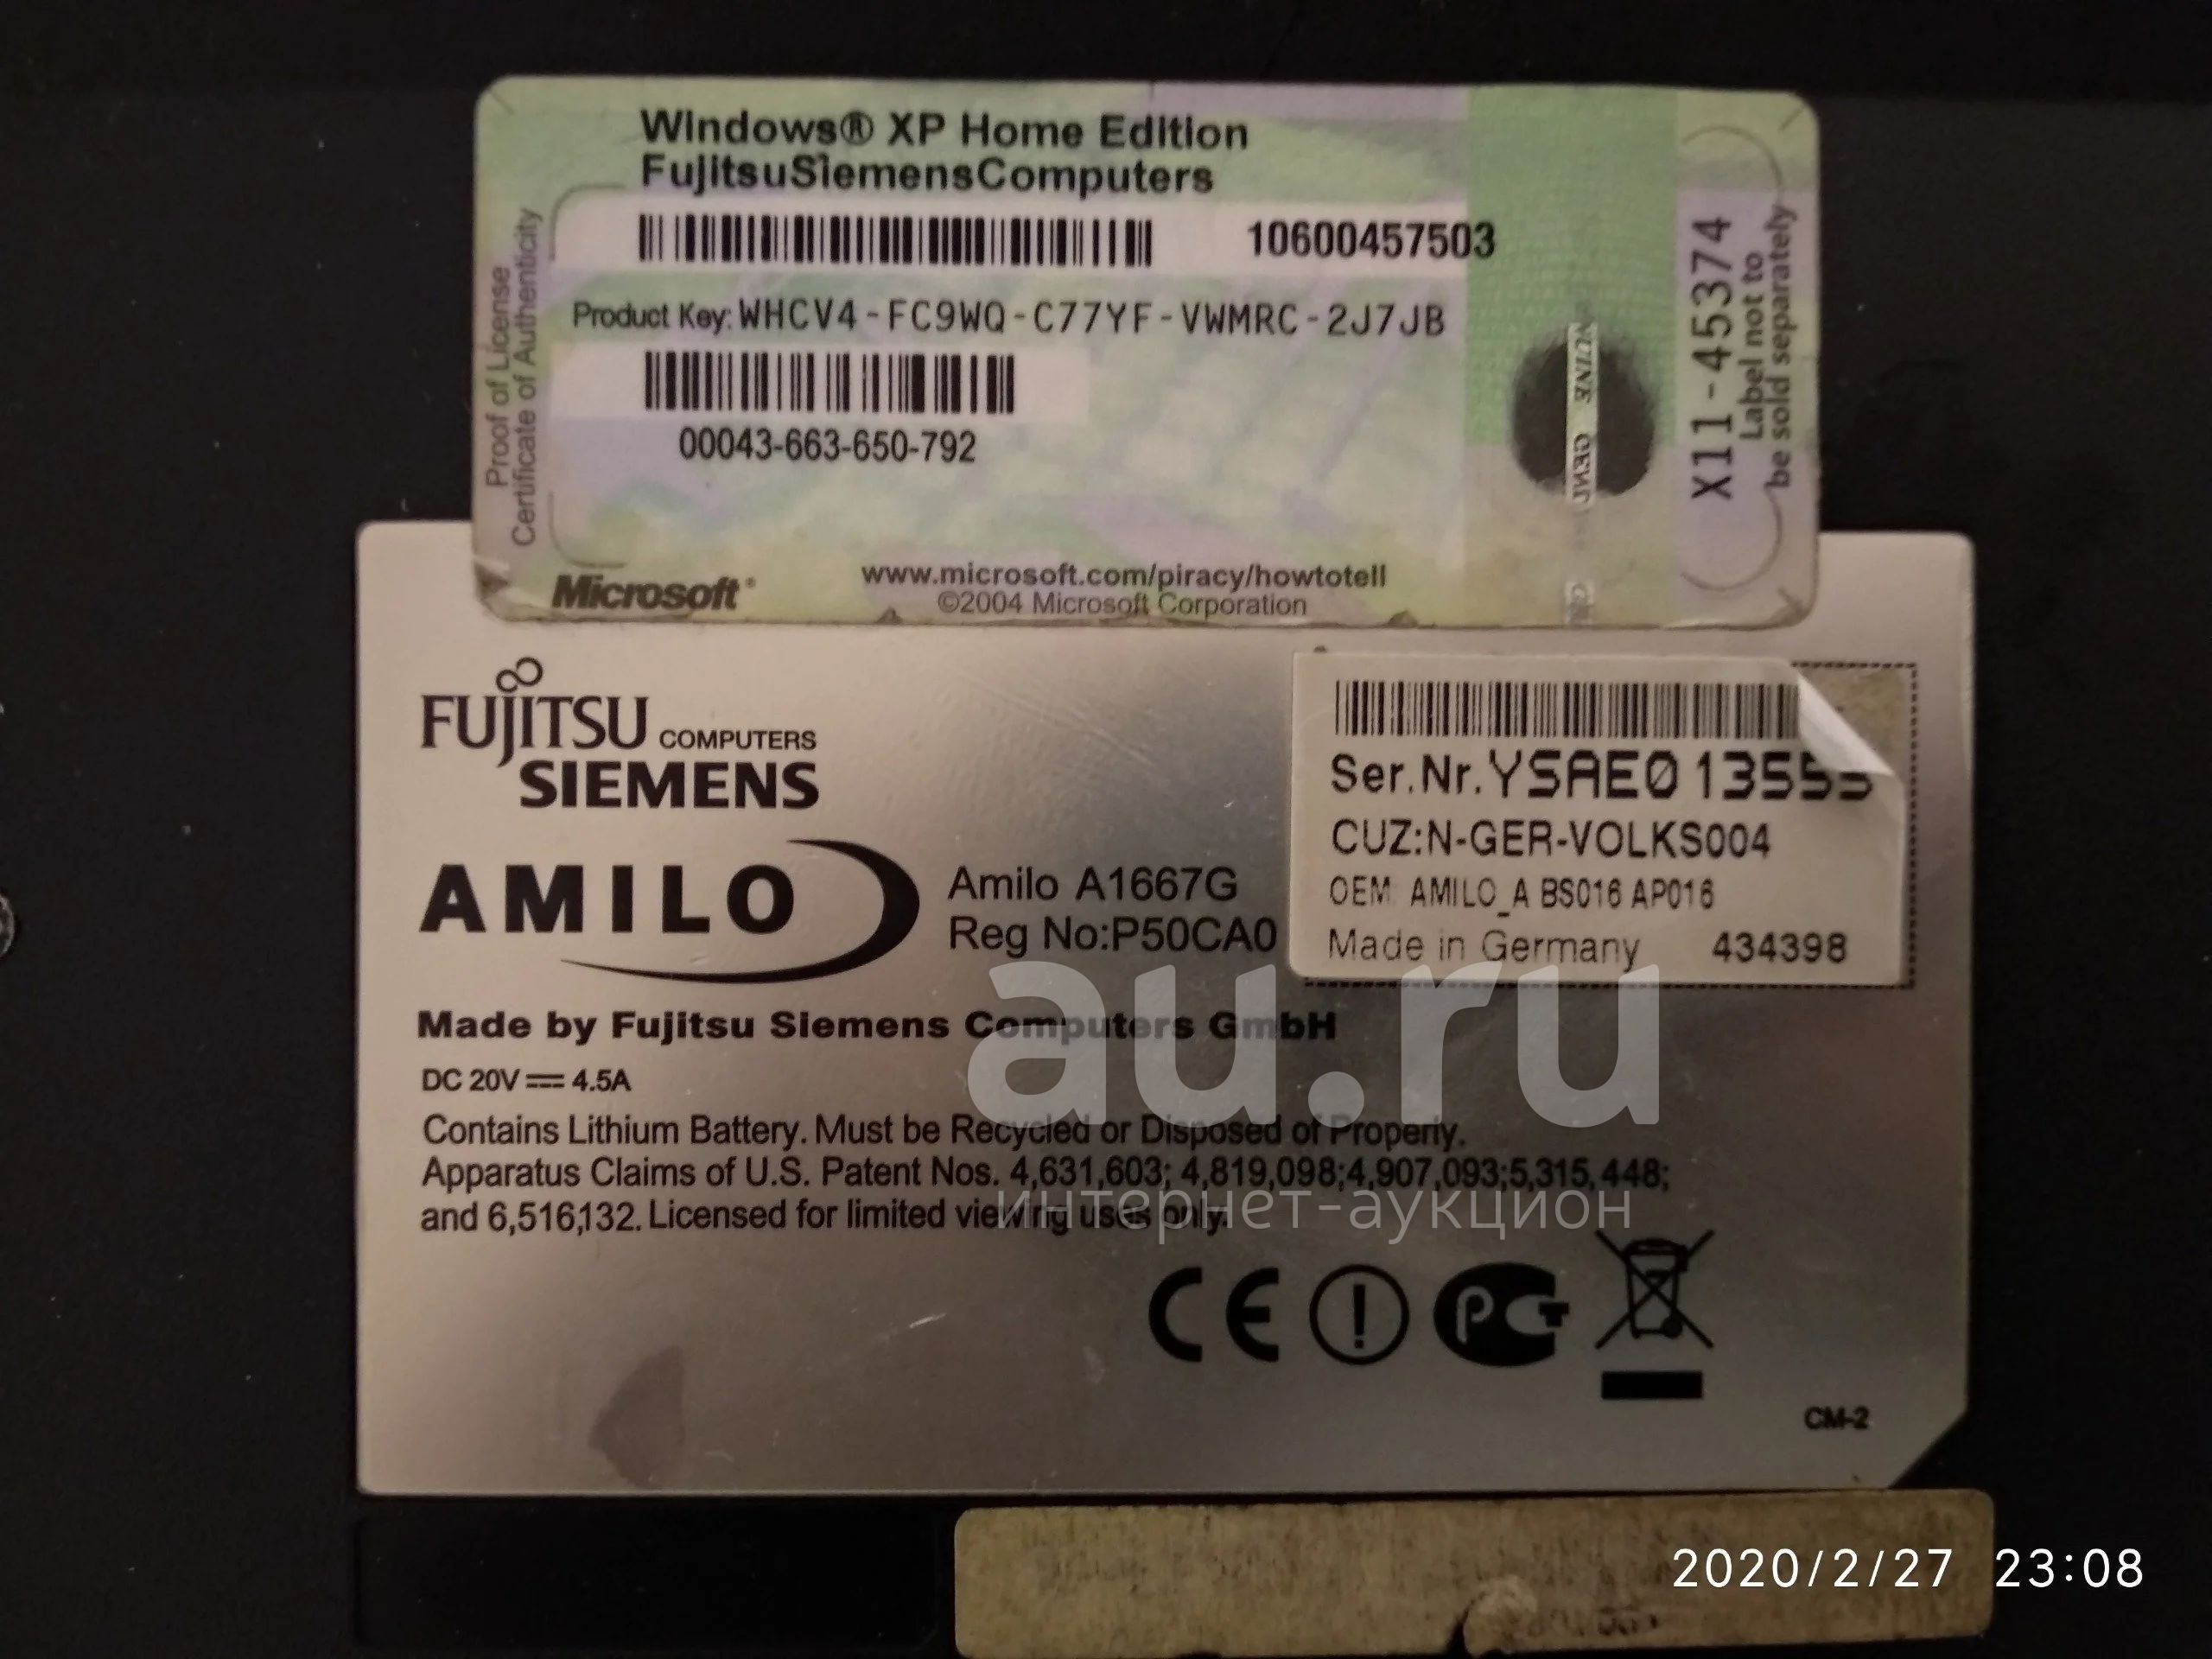 Windows® XP Home Edition
FujitsuSiemensComputers
10600457503
Product Key: WHCV4-FC9WQ-C77YF-VWMRC-2J7JB
00043-663-650-792
Proof of License
Certificate of Authenticity
X11-45374
Label not to
be sold separately
Microsoft®
www.microsoft.com/piracy/howtotell
©2004 Microsoft Corporation
FUJITSU COMPUTERS
SIEMENS
Ser.Nr.YSAE013555
CUZ:N-GER-VOLKS004
OEM AMILO_A BS016 AP016
Made in Germany 434398
AMILO
Amilo A1667G
Reg No:P50CA0
Made by Fujitsu Siemens Computers GmbH
DC 20V ⎓ 4.5A
Contains Lithium Battery. Must be Recycled or Disposed of Properly.
Apparatus Claims of U.S. Patent Nos. 4,631,603; 4,819,098;4,907,093;5,315,448;
and 6,516,132. Licensed for limited viewing uses only.
au.ru
интернет-аукцион
CE
CM-2
2020/2/27 23:08